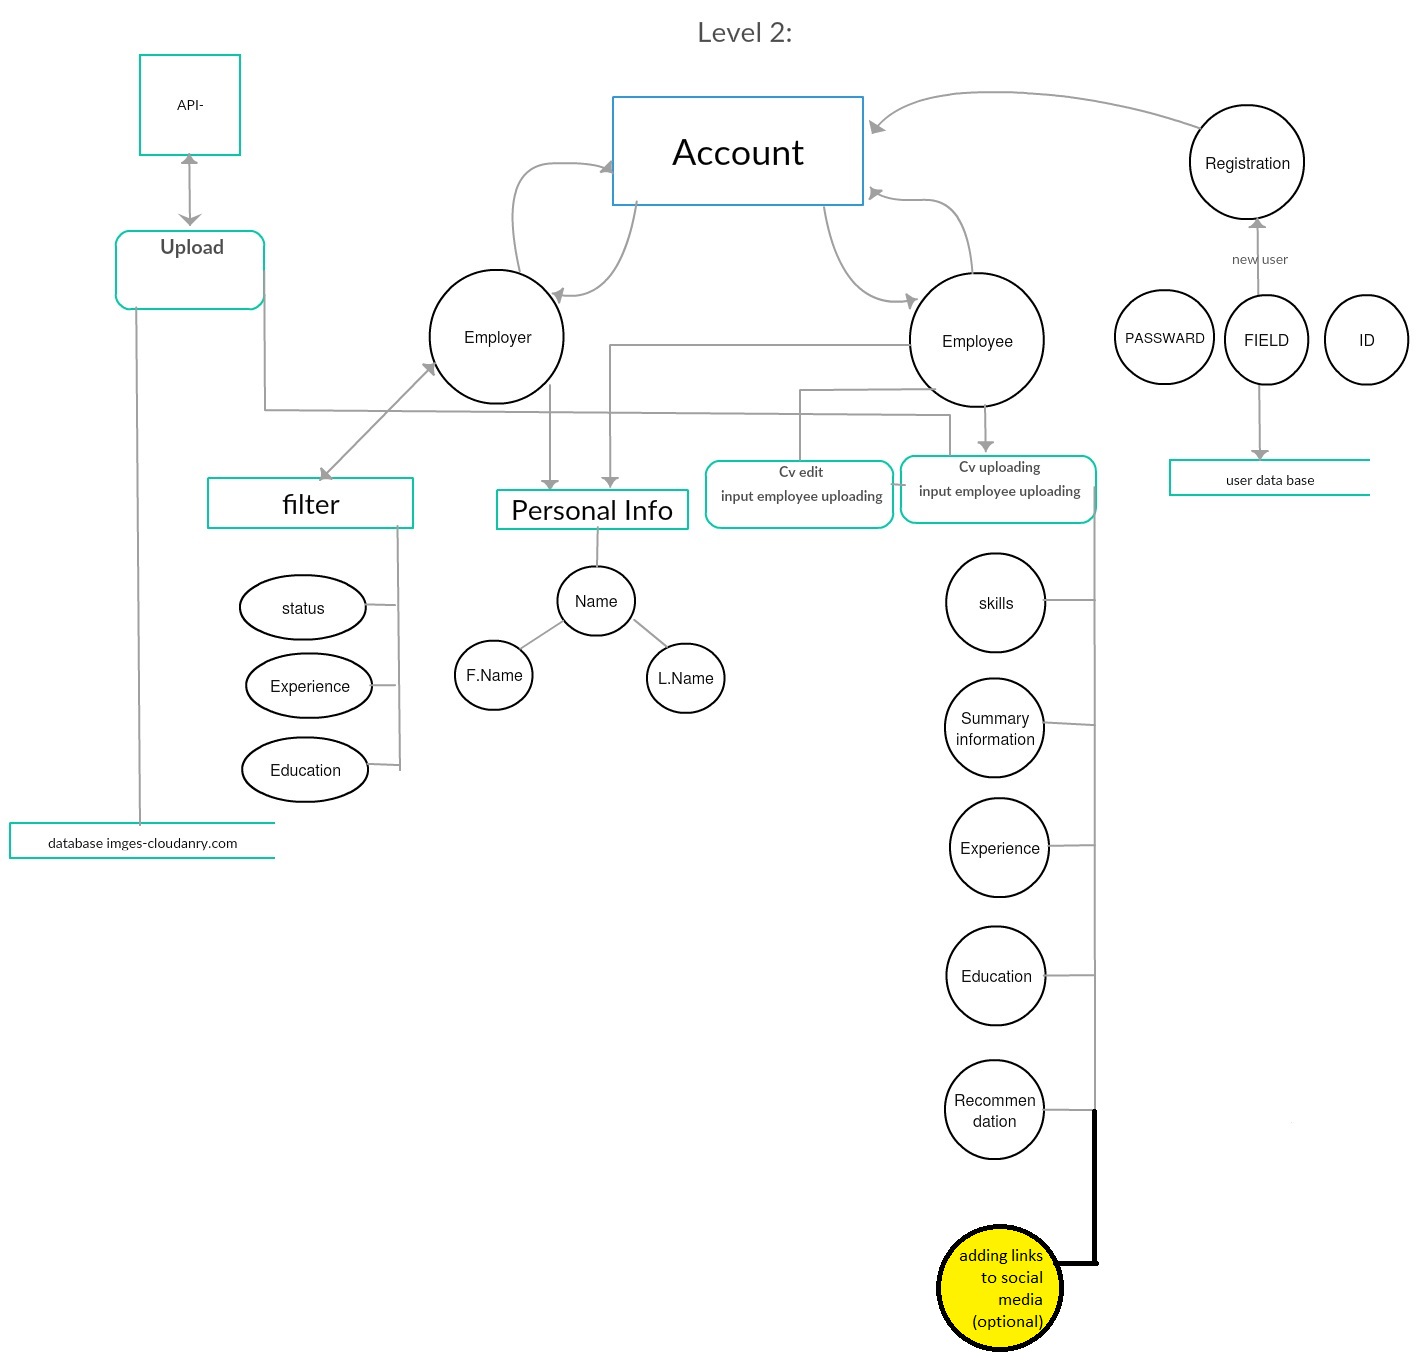 Level 2:
API-
Account
Registration
Upload
new user
Employer
Employee
PASSWARD
FIELD
ID
Cv edit
input employee uploading
Cv uploading
input employee uploading
user data base
filter
Personal Info
status
Name
skills
Experience
F.Name
L.Name
Summary
information
Education
database imges-cloudanry.com
Experience
Education
Recommen
dation
adding links
to social
media
(optional)